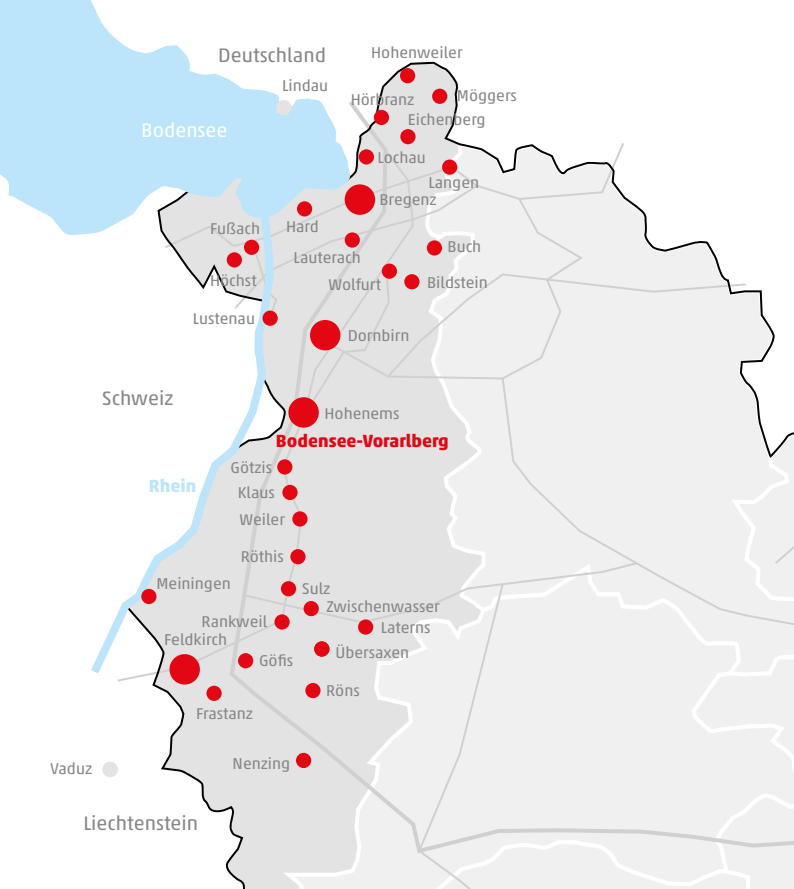 Hohenweiler
Deutschland
Lindau
Möggers
Hörbranz
Eichenberg
Bodensee
Lochau
Langen
Bregenz
Fußach
Hard
Buch
Lauterach
Höchst
Wolfurt
Bildstein
Lustenau
Dornbirn
Schweiz
Hohenems
Bodensee-Vorarlberg
Götzis
Rhein
Klaus
Weiler
Röthis
Meiningen
Sulz
Zwischenwasser
Rankweil
Laterns
Feldkirch
Übersaxen
Göfis
Röns
Frastanz
Nenzing
Vaduz
Liechtenstein